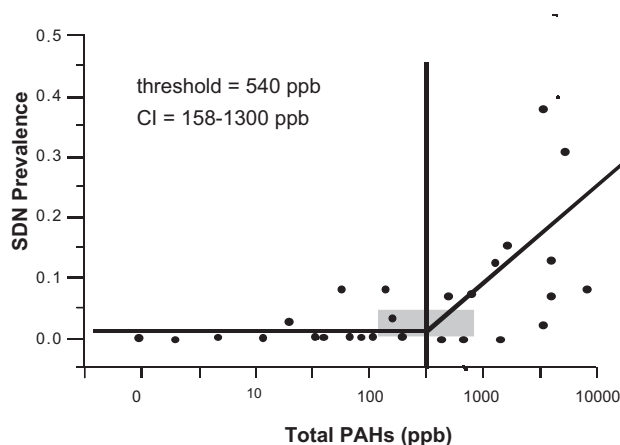 0.5
threshold = 540 ppb
0.4
CI = 158-1300 ppb
0.3
SDN Prevalence
0.2
0.1
0.0
0 10 100 1000 10000
Total PAHs (ppb)